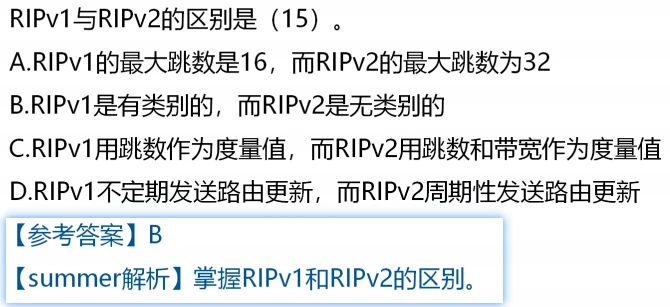 RIPv1与RIPv2的区别是（15）。
A.RIPv1的最大跳数是16，而RIPv2的最大跳数为32
B.RIPv1是有类别的，而RIPv2是无类别的
C.RIPv1用跳数作为度量值，而RIPv2用跳数和带宽作为度量值
D.RIPv1不定期发送路由更新，而RIPv2周期性发送路由更新
【参考答案】B
【summer解析】掌握RIPv1和RIPv2的区别。